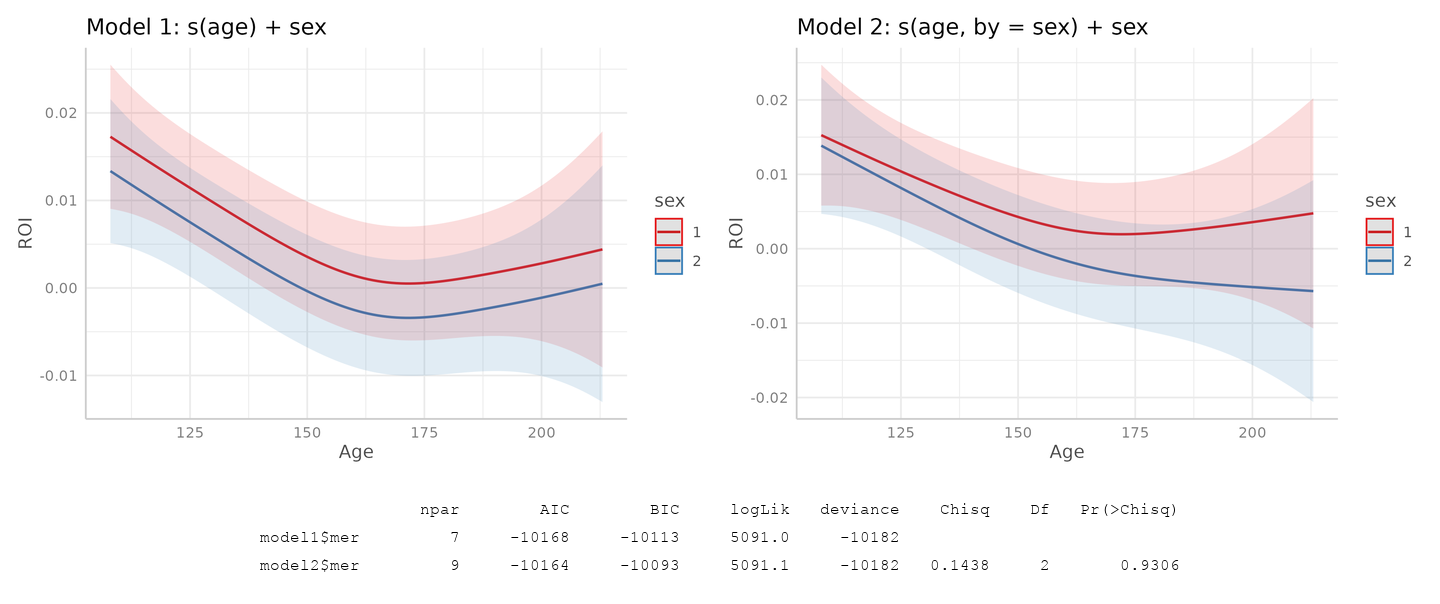 Model 1: s(age) + sex
0.02
0.01
0.00
-0.01
ROI
125 150 175 200
Age
sex
1
2
Model 2: s(age, by = sex) + sex
0.02
0.01
0.00
-0.01
-0.02
ROI
125 150 175 200
Age
sex
1
2
npar AIC BIC logLik deviance Chisq Df Pr(>Chisq)
model1$mer 7 -10168 -10113 5091.0 -10182
model2$mer 9 -10164 -10093 5091.1 -10182 0.1438 2 0.9306